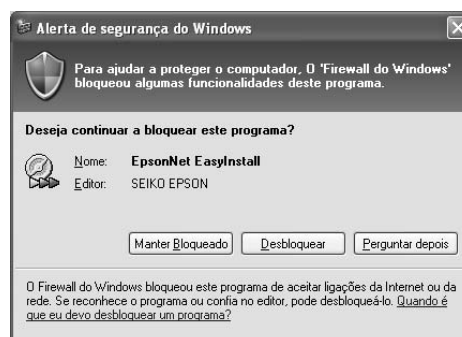 Alerta de segurança do Windows
Para ajudar a proteger o computador, O 'Firewall do Windows'
bloqueou algumas funcionalidades deste programa.
Deseja continuar a bloquear este programa?
Nome: EpsonNet EasyInstall
Editor: SEIKO EPSON
Manter Bloqueado Desbloquear Perguntar depois
O Firewall do Windows bloqueou este programa de aceitar ligações da Internet ou da
rede. Se reconhece o programa ou confia no editor, pode desbloqueá-lo. Quando é
que eu devo desbloquear um programa?